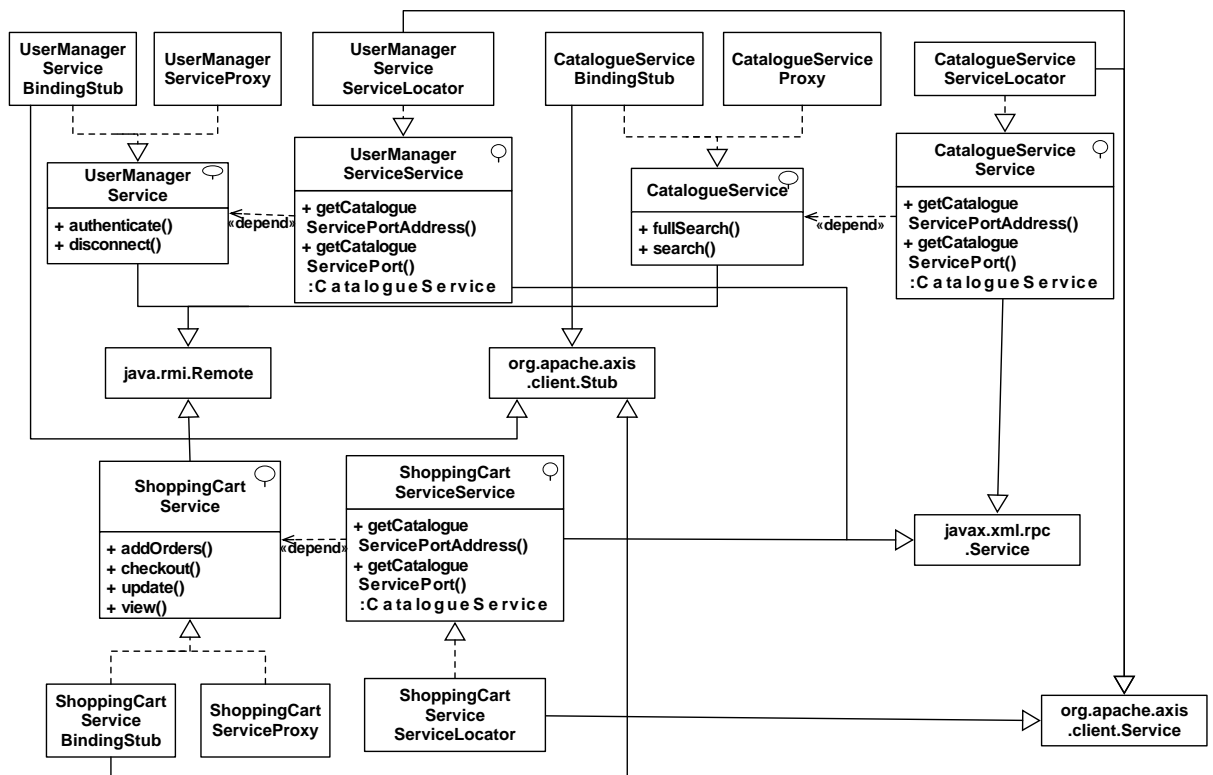 UserManager
Service
BindingStub
UserManager
ServiceProxy
UserManager
Service
ServiceLocator
CatalogueService
BindingStub
CatalogueService
Proxy
CatalogueService
ServiceLocator
UserManager
Service
+ authenticate()
+ disconnect()
«depend»
UserManager
ServiceService
+ getCatalogue
ServicePortAddress()
+ getCatalogue
ServicePort()
:CatalogueService
CatalogueService
+ fullSearch()
+ search()
«depend»
CatalogueService
Service
+ getCatalogue
ServicePortAddress()
+ getCatalogue
ServicePort()
:CatalogueService
java.rmi.Remote
org.apache.axis
.client.Stub
ShoppingCart
Service
+ addOrders()
+ checkout()
+ update()
+ view()
«depend»
ShoppingCart
ServiceService
+ getCatalogue
ServicePortAddress()
+ getCatalogue
ServicePort()
:CatalogueService
javax.xml.rpc
.Service
ShoppingCart
Service
BindingStub
ShoppingCart
ServiceProxy
ShoppingCart
Service
ServiceLocator
org.apache.axis
.client.Service